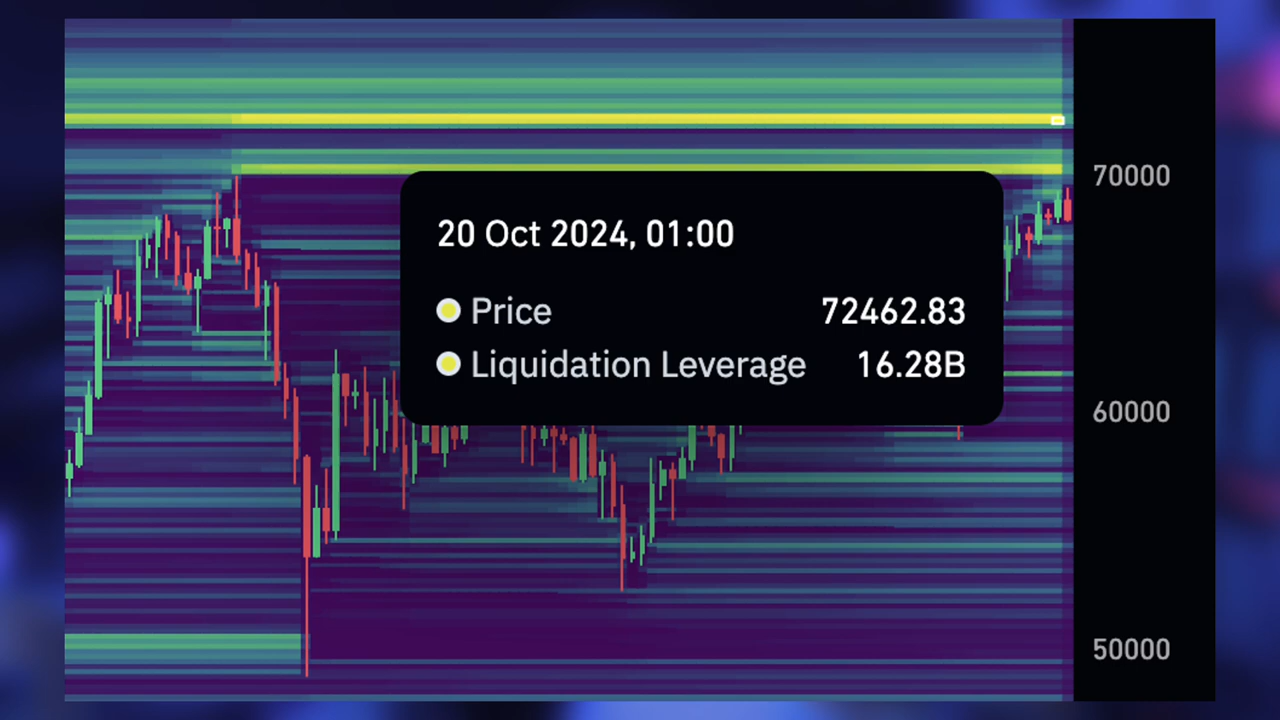 70000
20 Oct 2024, 01:00
Price 72462.83
Liquidation Leverage 16.28B
60000
50000